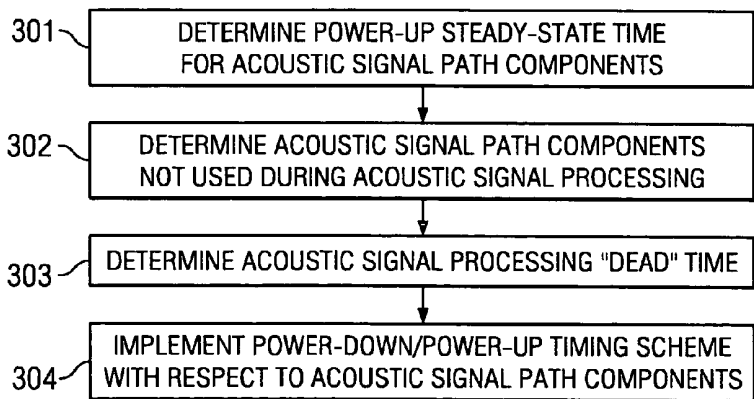 301
DETERMINE POWER-UP STEADY-STATE TIME
FOR ACOUSTIC SIGNAL PATH COMPONENTS
302
DETERMINE ACOUSTIC SIGNAL PATH COMPONENTS
NOT USED DURING ACOUSTIC SIGNAL PROCESSING
303
DETERMINE ACOUSTIC SIGNAL PROCESSING "DEAD" TIME
304
IMPLEMENT POWER-DOWN/POWER-UP TIMING SCHEME
WITH RESPECT TO ACOUSTIC SIGNAL PATH COMPONENTS